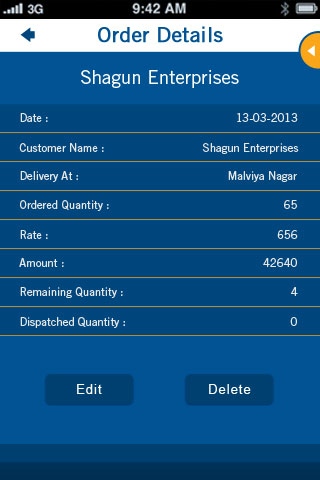 3G 9:42 AM
Order Details
Shagun Enterprises
Date : 13-03-2013
Customer Name : Shagun Enterprises
Delivery At : Malviya Nagar
Ordered Quantity : 65
Rate : 656
Amount : 42640
Remaining Quantity : 4
Dispatched Quantity : 0
Edit Delete